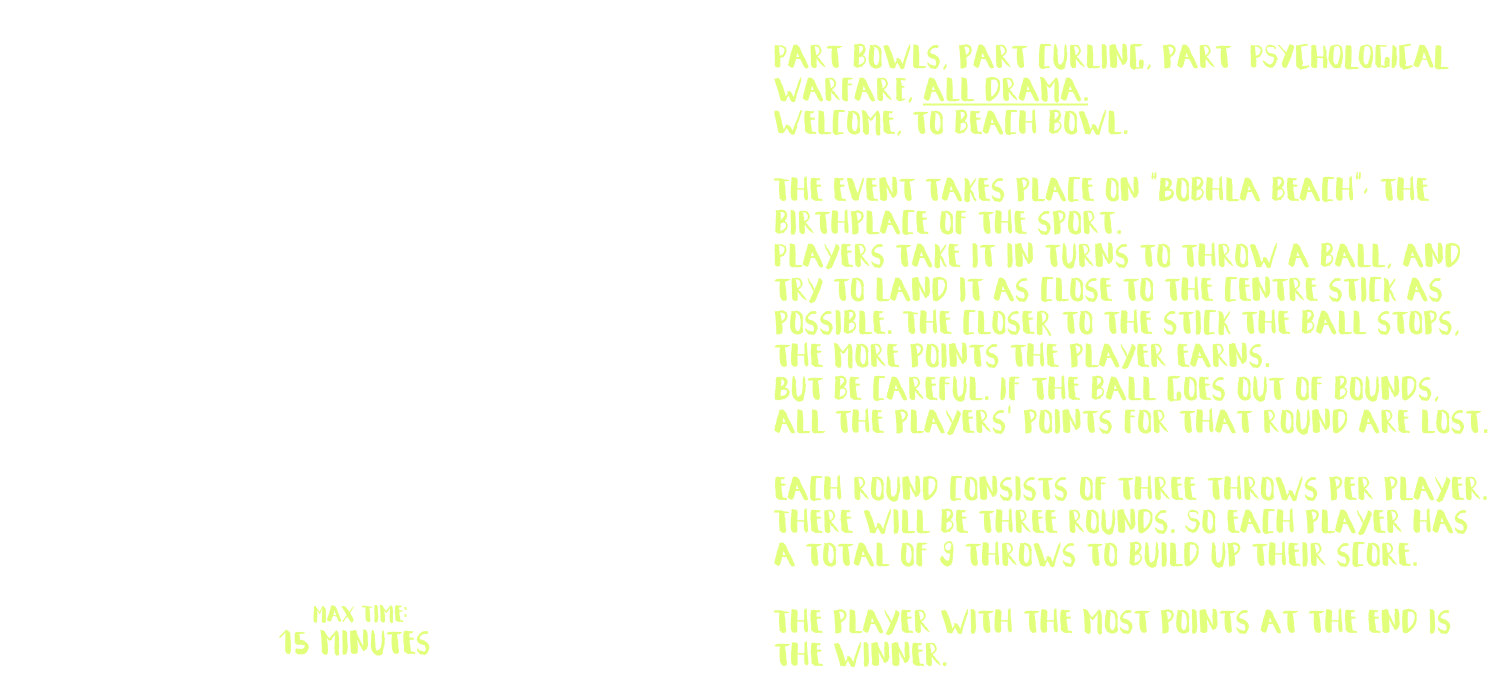 PART BOWLS, PART CURLING, PART PSYCHOLOGICAL
WARFARE, ALL DRAMA.
WELCOME, TO BEACH BOWL.
THE EVENT TAKES PLACE ON "BOBHLA BEACH"; THE
BIRTHPLACE OF THE SPORT.
PLAYERS TAKE IT IN TURNS TO THROW A BALL, AND
TRY TO LAND IT AS CLOSE TO THE CENTRE STICK AS
POSSIBLE. THE CLOSER TO THE STICK THE BALL STOPS,
THE MORE POINTS THE PLAYER EARNS.
BUT BE CAREFUL. IF THE BALL GOES OUT OF BOUNDS,
ALL THE PLAYERS' POINTS FOR THAT ROUND ARE LOST.
EACH ROUND CONSISTS OF THREE THROWS PER PLAYER.
THERE WILL BE THREE ROUNDS. SO EACH PLAYER HAS
A TOTAL OF 9 THROWS TO BUILD UP THEIR SCORE.
THE PLAYER WITH THE MOST POINTS AT THE END IS
THE WINNER.
MAX TIME:
15 MINUTES